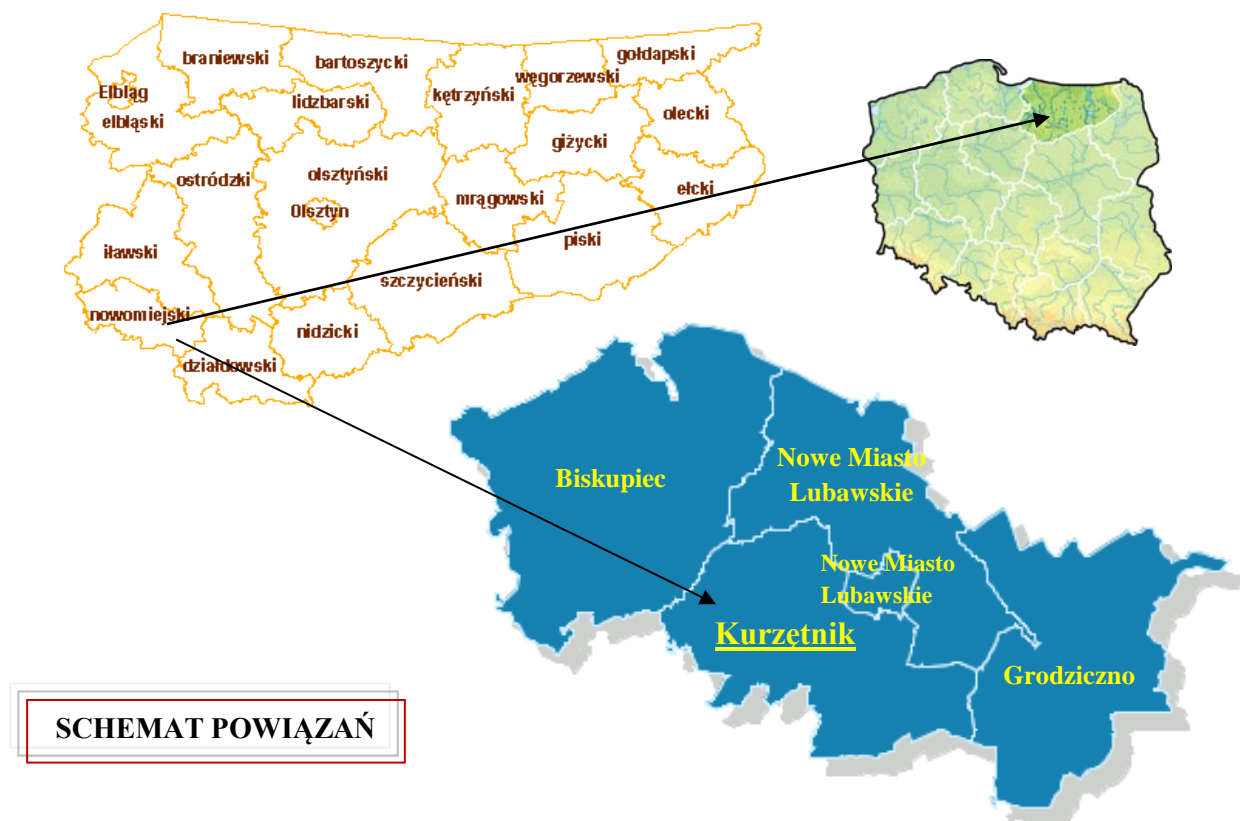 gołdapski
braniewski
bartoszycki
węgorzewski
Elbląg
kętrzyński
lidzbarski
olecki
elbląski
giżycki
ostródzki
olsztyński
ełcki
mrągowski
Olsztyn
piski
iławski
szczycieński
nowomiejski
nidzicki
działdowski
Nowe Miasto
Lubawskie
Biskupiec
Nowe Miasto
Lubawskie
Kurzętnik
Grodziczno
SCHEMAT POWIĄZAŃ